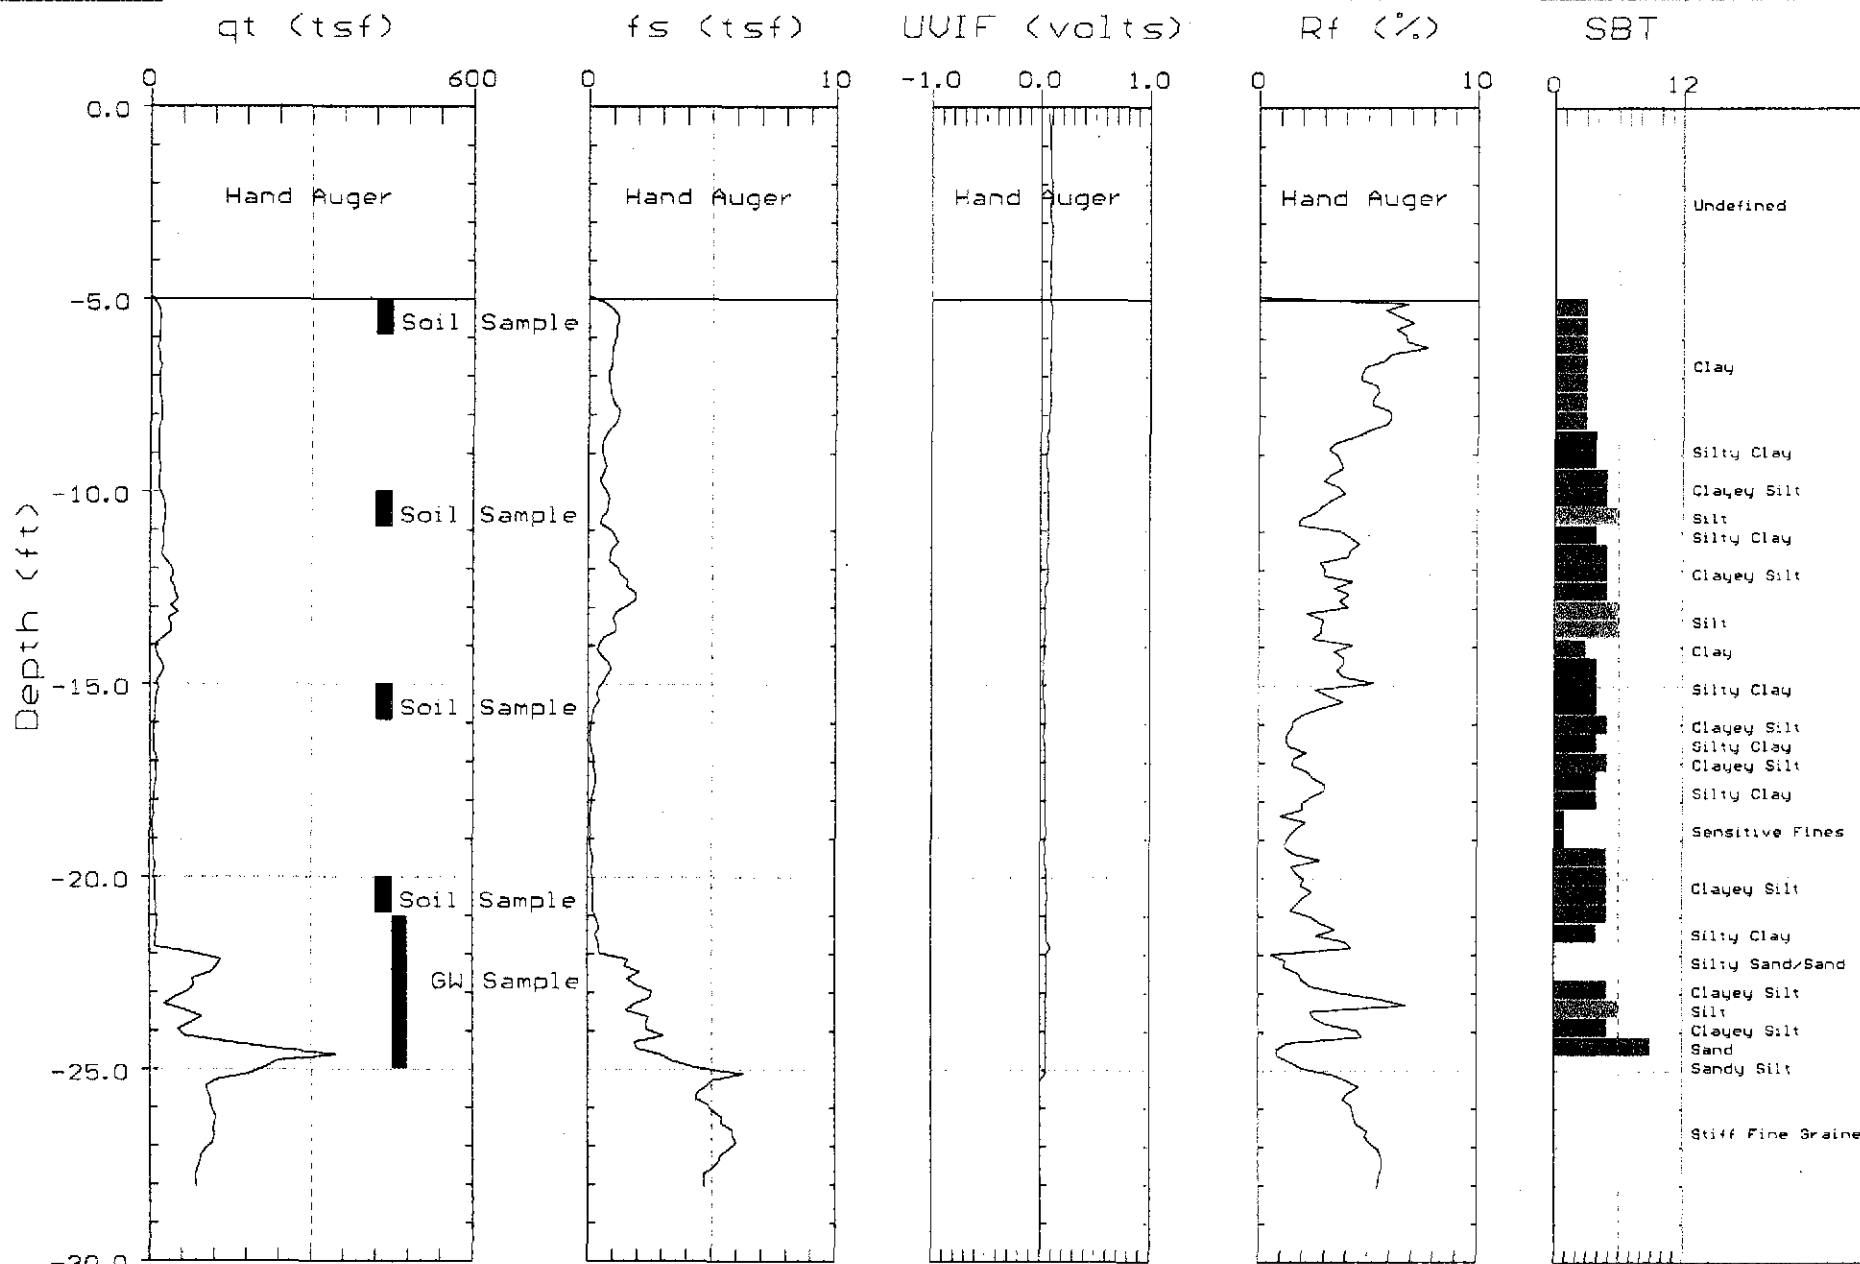 qt (tsf) fs (tsf) UVIF (volts) Rf (%) SBT
0 600 0 10 -1.0 0.0 1.0 0 10 0 12
0.0
Hand Auger Hand Auger Hand Auger Hand Auger
Undefined
-5.0
Soil Sample
Clay
Silty Clay
-10.0
Clayey Silt
Soil Sample
Silt
Silty Clay
Depth (ft)
Clayey Silt
Silt
Clay
-15.0
Silty Clay
Soil Sample
Clayey Silt
Silty Clay
Clayey Silt
Silty Clay
Sensitive Fines
-20.0
Clayey Silt
Soil Sample
Silty Clay
Silty Sand/Sand
GW Sample
Clayey Silt
Silt
Clayey Silt
Sand
-25.0
Sandy Silt
Stiff Fine Graine
-30.0